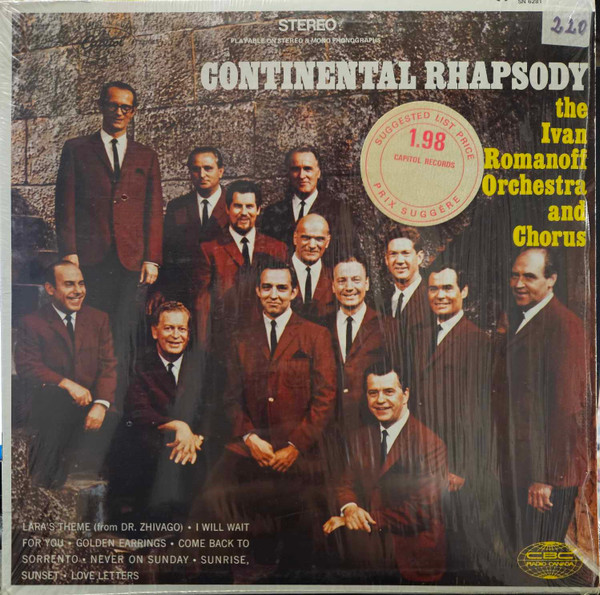 SN 6281
STEREO
PLAYABLE ON STEREO & MONO PHONOGRAPHS
220
CONTINENTAL RHAPSODY
the
Ivan
Romanoff
Orchestra
and
Chorus
SUGGESTED LIST PRICE
1.98
CAPITOL RECORDS
PRIX SUGGÉRÉ
LARA'S THEME (from DR. ZHIVAGO) • I WILL WAIT
FOR YOU • GOLDEN EARRINGS • COME BACK TO
SORRENTO • NEVER ON SUNDAY • SUNRISE,
SUNSET • LOVE LETTERS
CBC
RADIO CANADA